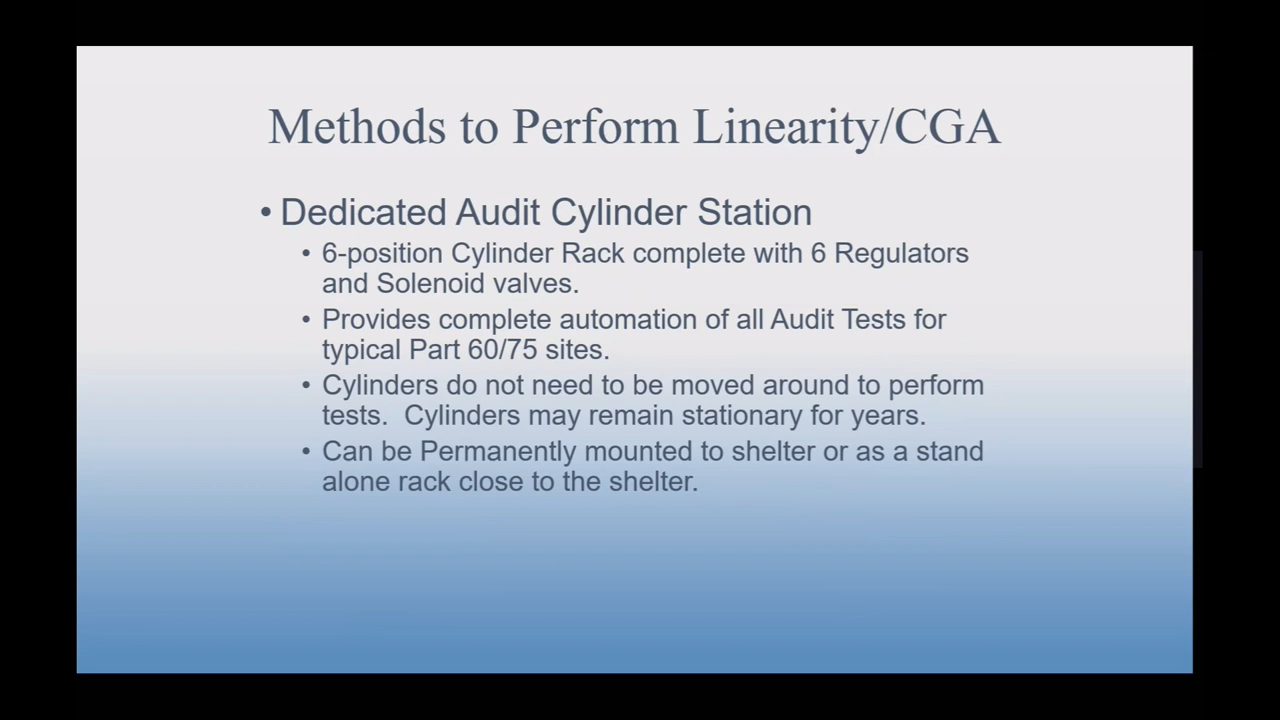 Methods to Perform Linearity/CGA
• Dedicated Audit Cylinder Station
• 6-position Cylinder Rack complete with 6 Regulators
and Solenoid valves.
• Provides complete automation of all Audit Tests for
typical Part 60/75 sites.
• Cylinders do not need to be moved around to perform
tests.  Cylinders may remain stationary for years.
• Can be Permanently mounted to shelter or as a stand
alone rack close to the shelter.